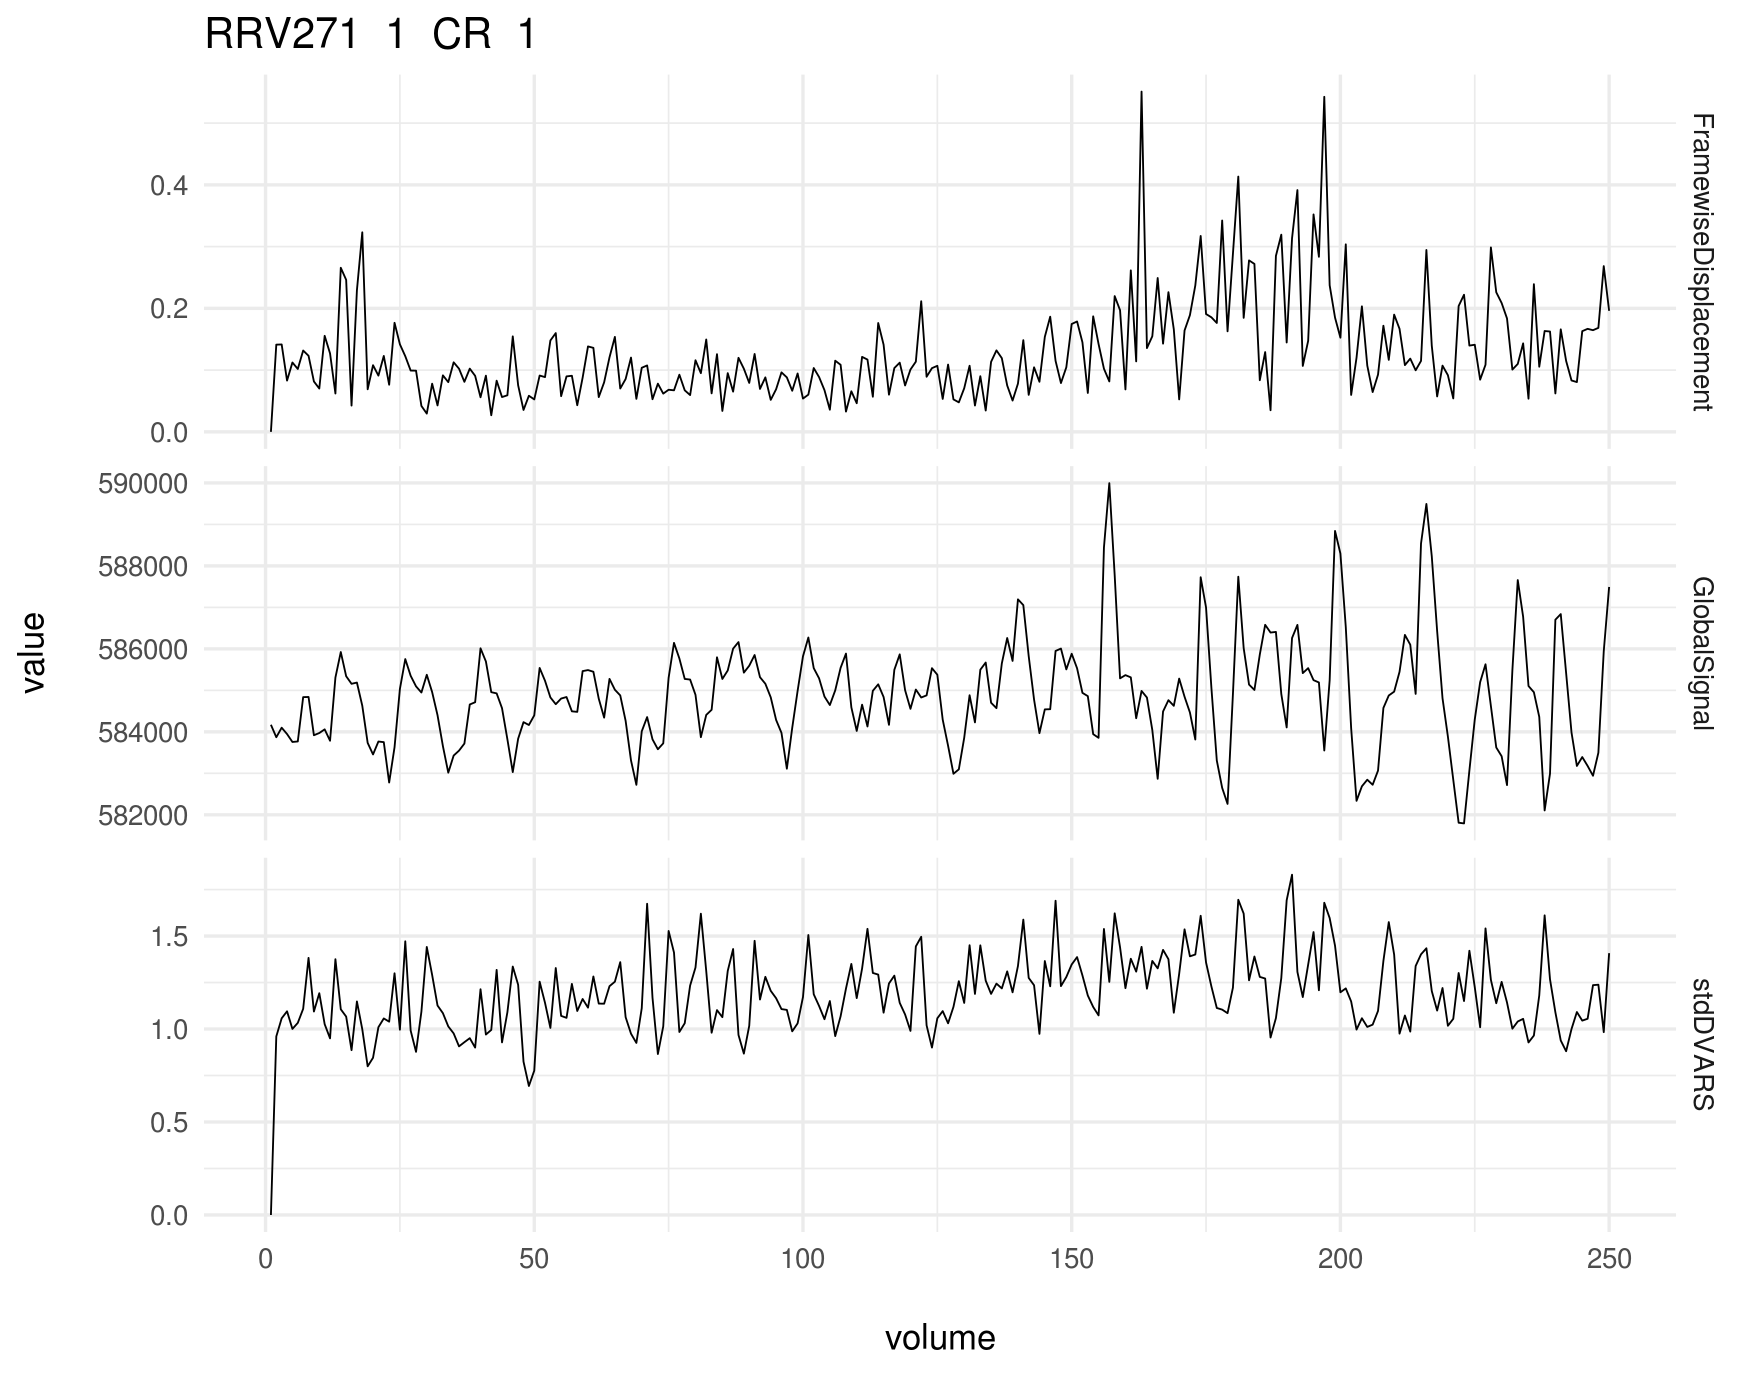 RRV271 1 CR 1
0.4
0.2
0.0
FramewiseDisplacement
590000
588000
586000
584000
582000
GlobalSignal
value
1.5
1.0
0.5
0.0
stdDVARS
0 50 100 150 200 250
volume